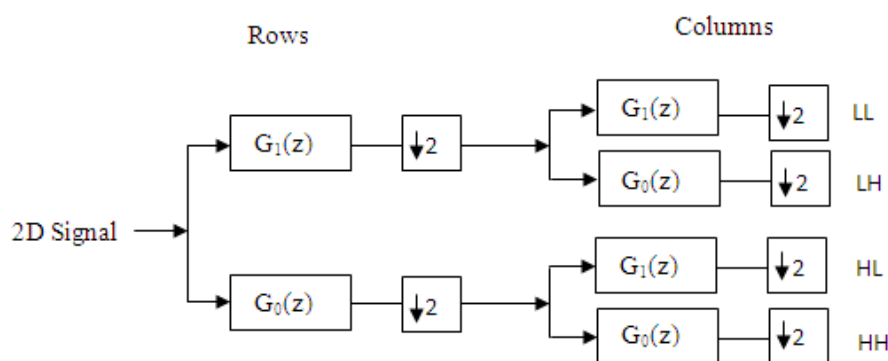 Rows
Columns
G₁(z)
↓2
LL
G₁(z)
↓2
G₀(z)
↓2
LH
2D Signal
G₁(z)
↓2
HL
G₀(z)
↓2
G₀(z)
↓2
HH